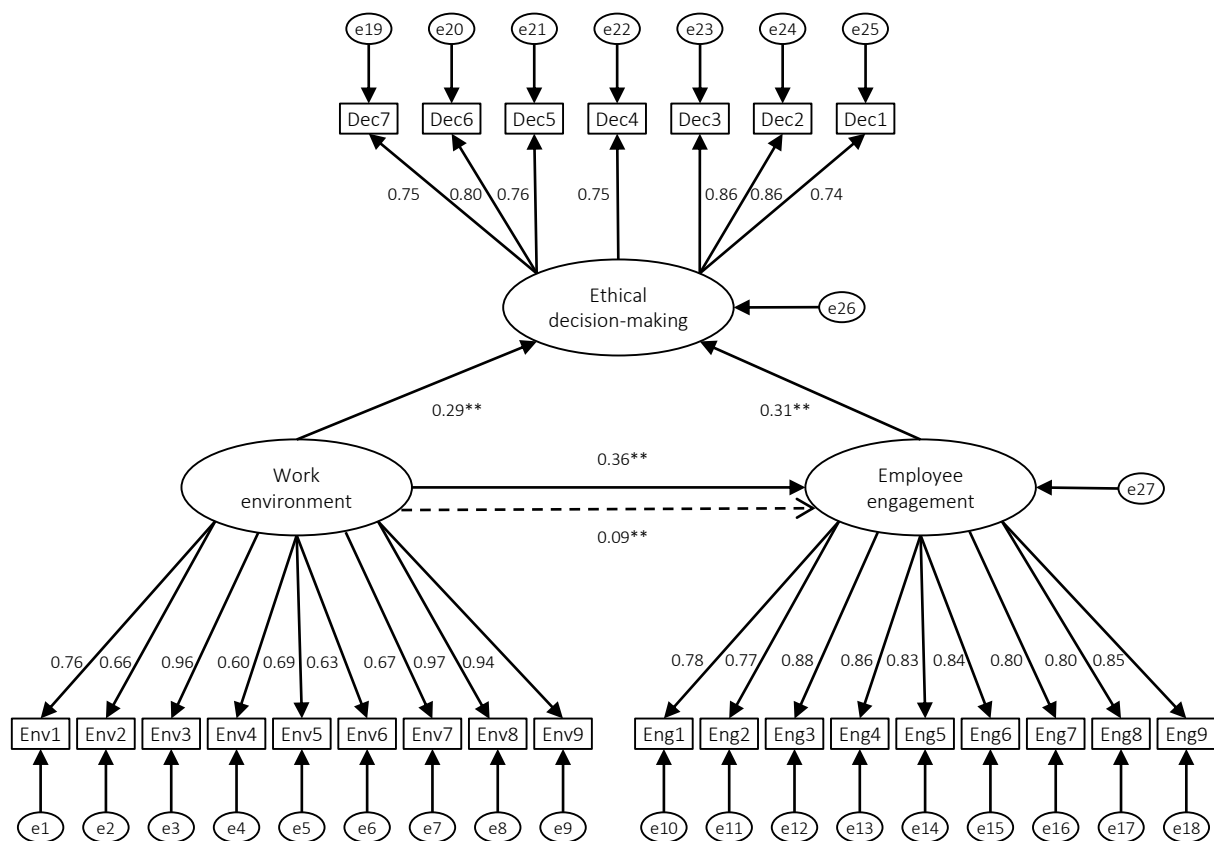 e19 e20 e21 e22 e23 e24 e25
Dec7 Dec6 Dec5 Dec4 Dec3 Dec2 Dec1
0.75 0.80 0.76 0.75 0.86 0.86 0.74
Ethical
decision-making
e26
0.29** 0.31**
0.36**
Work
environment
Employee
engagement
e27
0.09**
0.76 0.66 0.96 0.60 0.69 0.63 0.67 0.97 0.94 0.78 0.77 0.88 0.86 0.83 0.84 0.80 0.80 0.85
Env1 Env2 Env3 Env4 Env5 Env6 Env7 Env8 Env9 Eng1 Eng2 Eng3 Eng4 Eng5 Eng6 Eng7 Eng8 Eng9
e1 e2 e3 e4 e5 e6 e7 e8 e9 e10 e11 e12 e13 e14 e15 e16 e17 e18